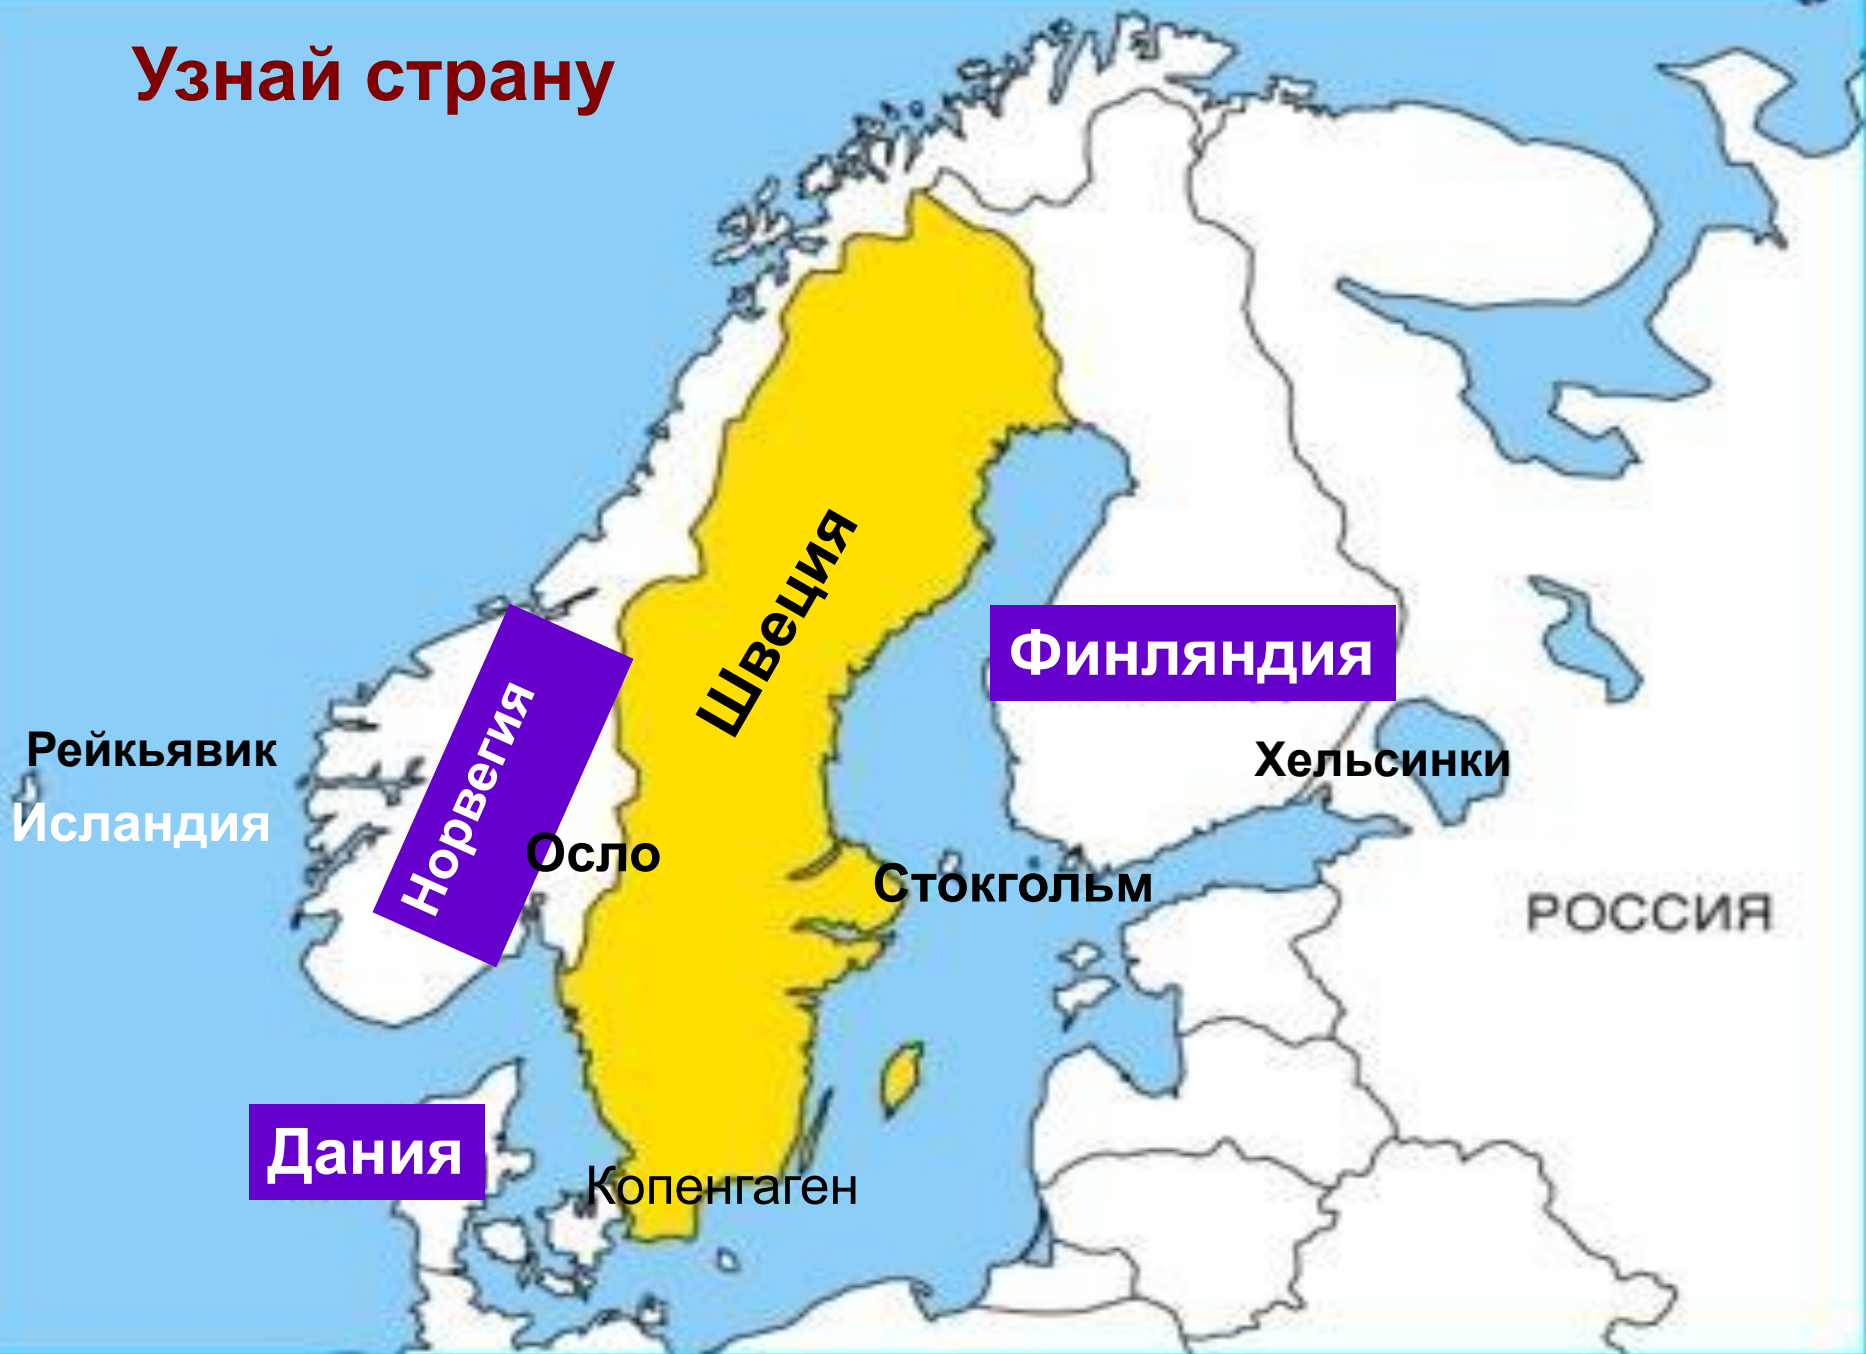 Узнай страну
Швеция
Финляндия
Норвегия
Рейкьявик
Хельсинки
Исландия
Осло
Стокгольм
РОССИЯ
Дания
Копенгаген